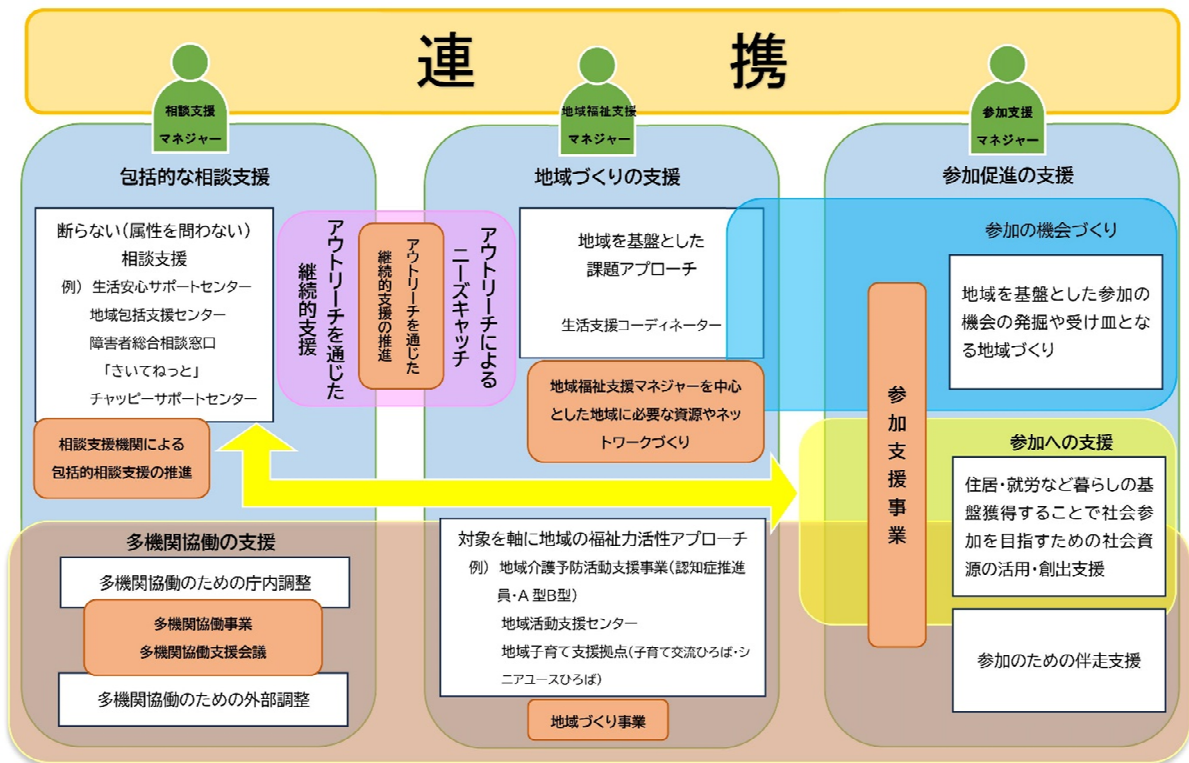 連携
相談支援
マネジャー
地域福祉支援
マネジャー
参加支援
マネジャー
包括的な相談支援
断らない（属性を問わない）
相談支援
例）生活安心サポートセンター
地域包括支援センター
障害者総合相談窓口
「さいてねっと」
チャッピーサポートセンター
相談支援機関による
包括的相談支援の推進
アウトリーチを通じた
継続的支援
アウトリーチを通じた
継続的支援の推進
アウトリーチによる
ニーズキャッチ
地域づくりの支援
地域を基盤とした
課題アプローチ
生活支援コーディネーター
地域福祉支援マネジャーを中心
とした地域に必要な資源やネッ
トワークづくり
参加促進の支援
参加の機会づくり
地域を基盤とした参加の
機会の発掘や受け皿とな
る地域づくり
参加支援事業
参加への支援
住居・就労など暮らしの基
盤獲得することで社会参
加を目指すための社会資
源の活用・創出支援
参加のための伴走支援
多機関協働の支援
多機関協働のための庁内調整
多機関協働事業
多機関協働支援会議
多機関協働のための外部調整
対象を軸に地域の福祉力活性アプローチ
例）地域介護予防活動支援事業（認知症推進
員・A型B型）
地域活動支援センター
地域子育て支援拠点（子育て交流ひろば・シ
ニアユースひろば）
地域づくり事業